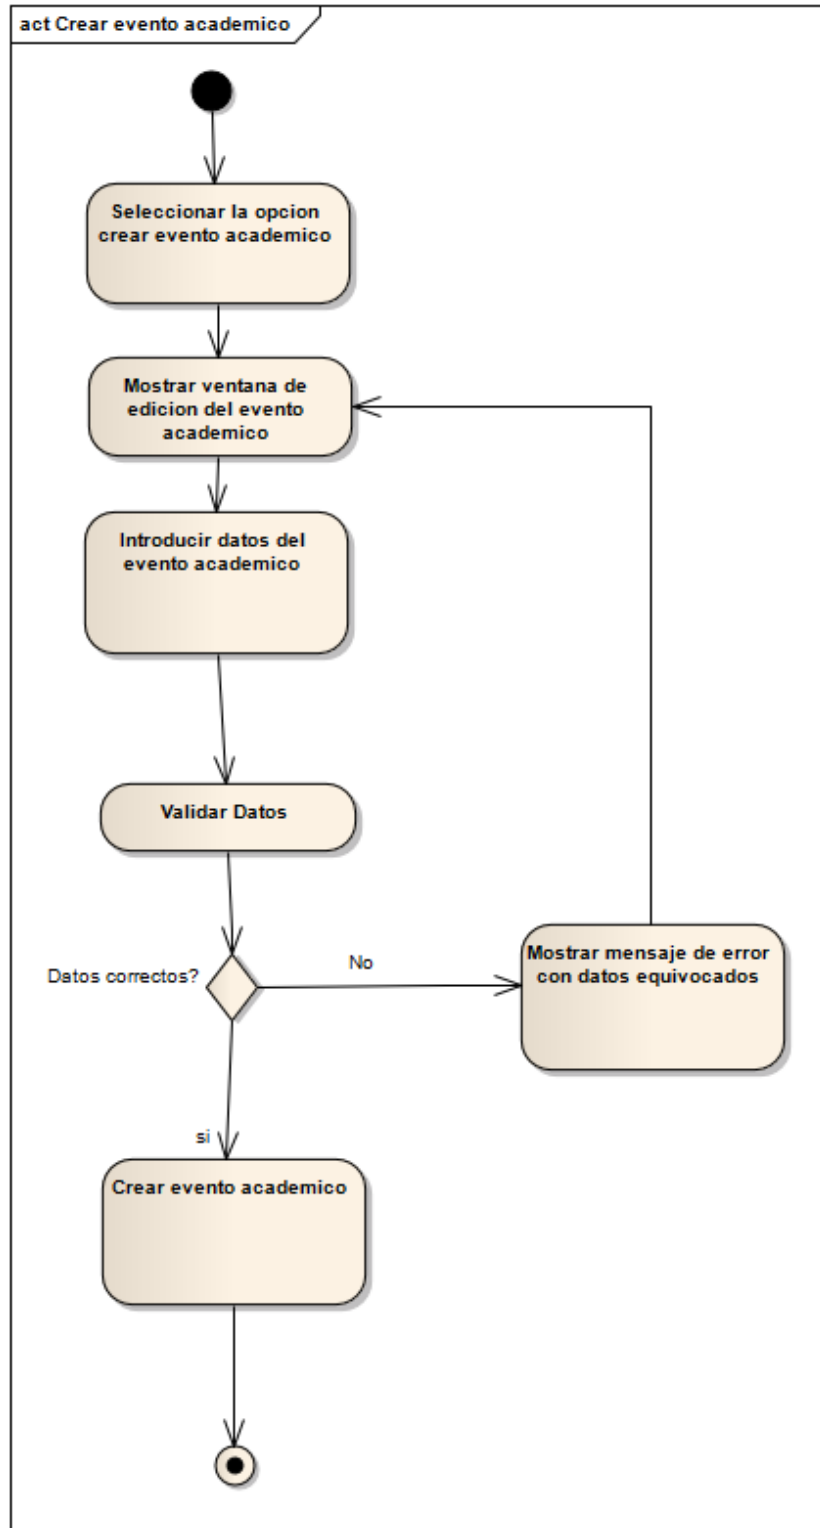 act Crear evento academico
Seleccionar la opcion
crear evento academico
Mostrar ventana de
edicion del evento
academico
Introducir datos del
evento academico
Validar Datos
Datos correctos?
No
Mostrar mensaje de error
con datos equivocados
si
Crear evento academico